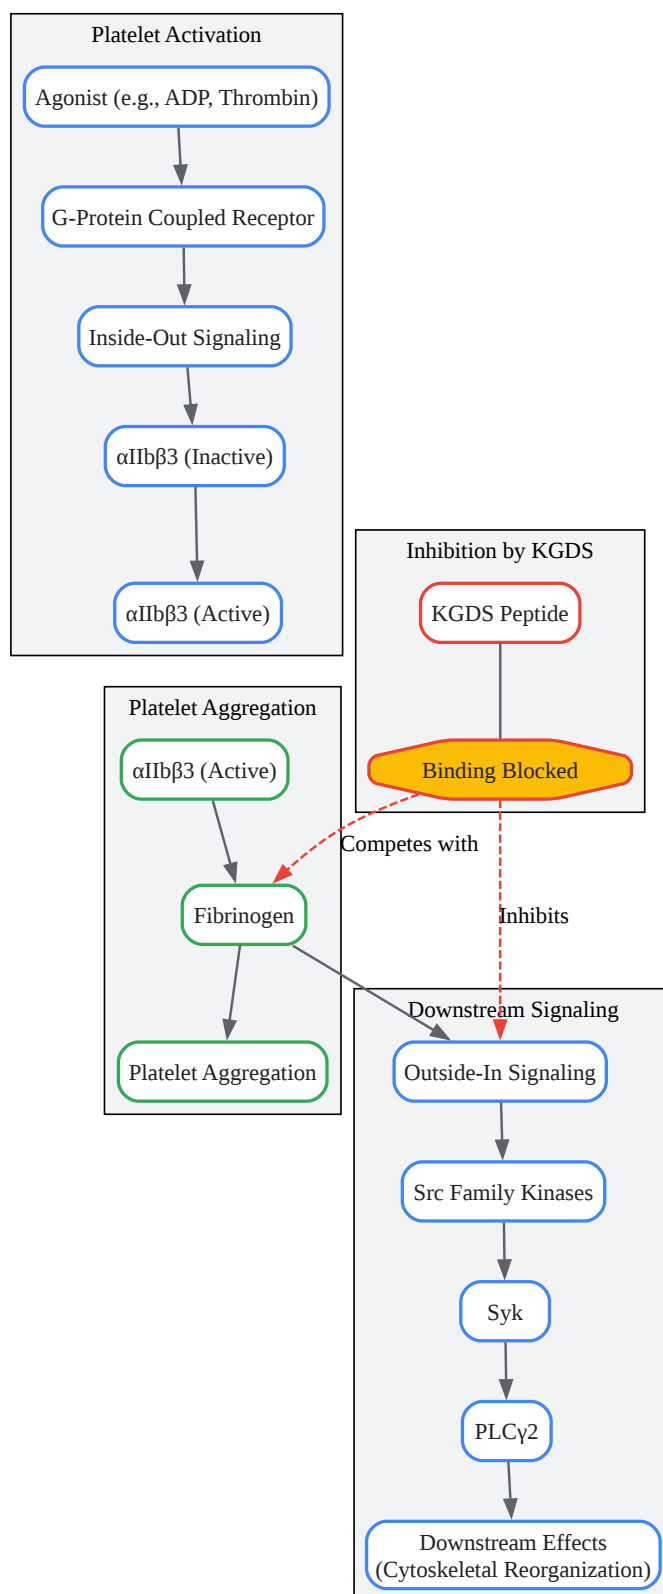 Platelet Activation
Agonist (e.g., ADP, Thrombin)
G-Protein Coupled Receptor
Inside-Out Signaling
αIIbβ3 (Inactive)
αIIbβ3 (Active)
Inhibition by KGDS
KGDS Peptide
Binding Blocked
Platelet Aggregation
αIIbβ3 (Active)
Competes with
Fibrinogen
Inhibits
Platelet Aggregation
Downstream Signaling
Outside-In Signaling
Src Family Kinases
Syk
PLCγ2
Downstream Effects
(Cytoskeletal Reorganization)